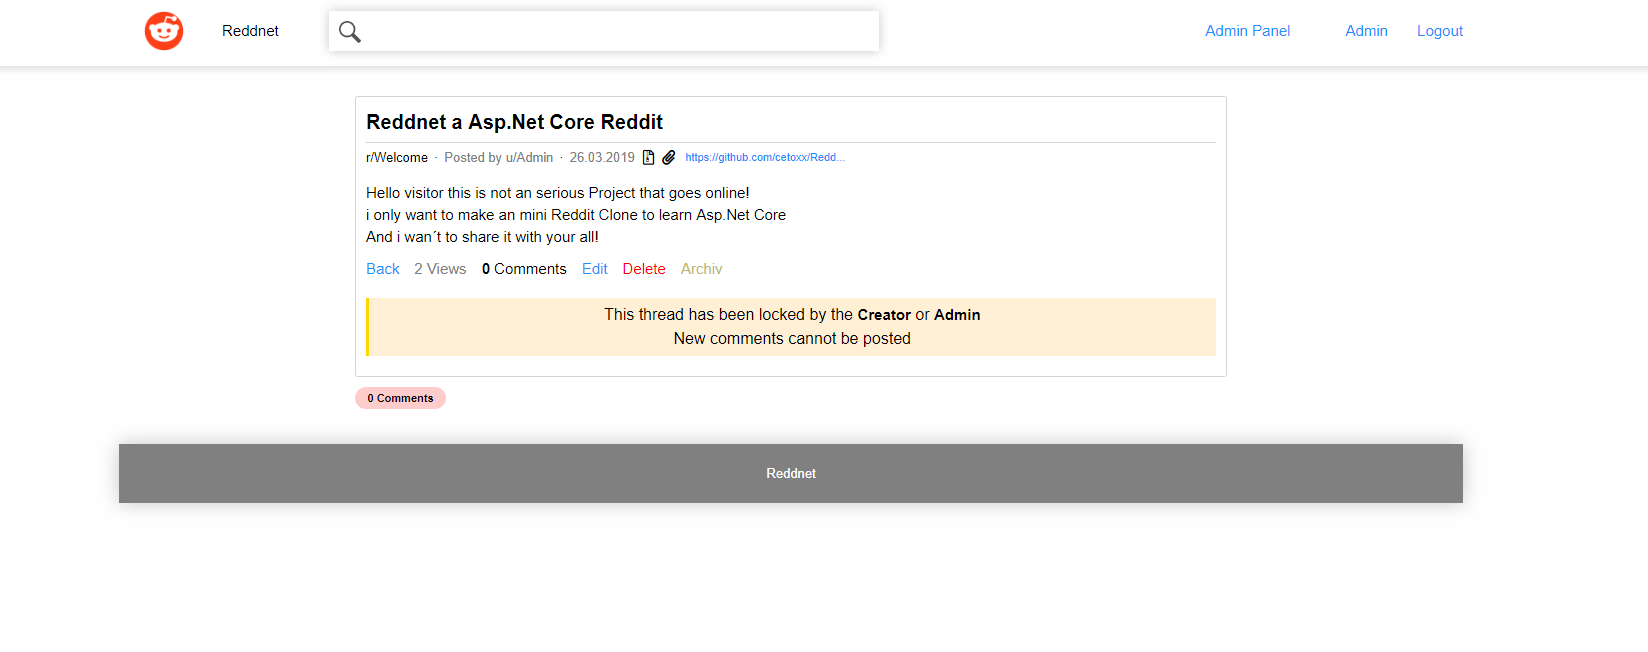 Reddnet
Admin Panel
Admin
Logout
Reddnet a Asp.Net Core Reddit
r/Welcome · Posted by u/Admin · 26.03.2019 https://github.com/cetoxx/Redd...
Hello visitor this is not an serious Project that goes online!
i only want to make an mini Reddit Clone to learn Asp.Net Core
And i wan´t to share it with your all!
Back 2 Views 0 Comments Edit Delete Archiv
This thread has been locked by the Creator or Admin
New comments cannot be posted
0 Comments
Reddnet